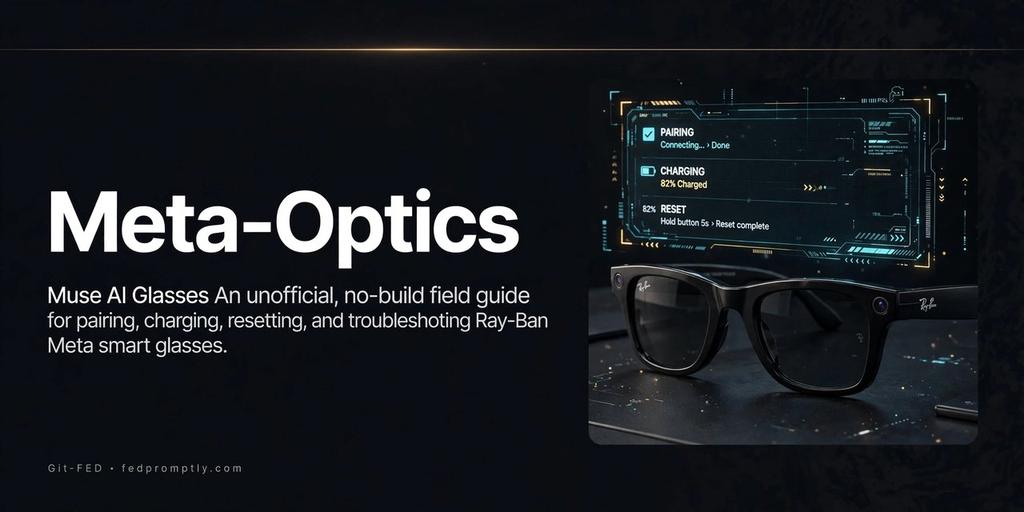 Meta-Optics
Muse AI Glasses An unofficial, no-build field guide
for pairing, charging, resetting, and troubleshoting Ray-Ban
Meta smart glasses.
Git-FED • fedpromptly.com
PAIRING
Connecting... › Done
CHARGING
82% Charged
82% RESET
Hold button 5s › Reset complete
Ray-Ban
Ray-Ban